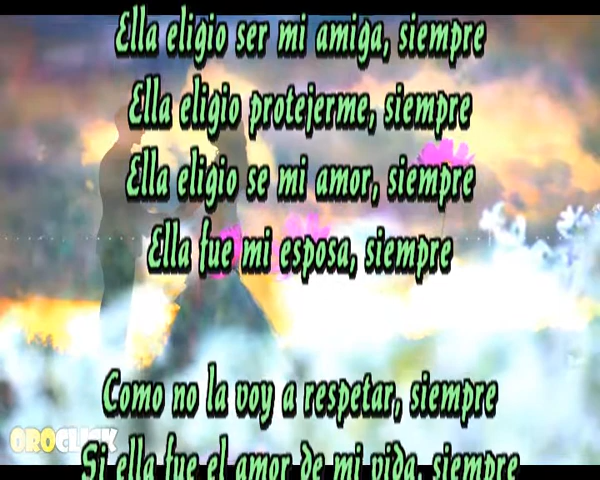 Ella eligio ser mi amiga, siempre
Ella eligio protejerme, siempre
Ella eligio se mi amor, siempre
Ella fue mi esposa, siempre
Como no la voy a respetar, siempre
OROCLICK
Si ella fue el amor de mi vida, siempre